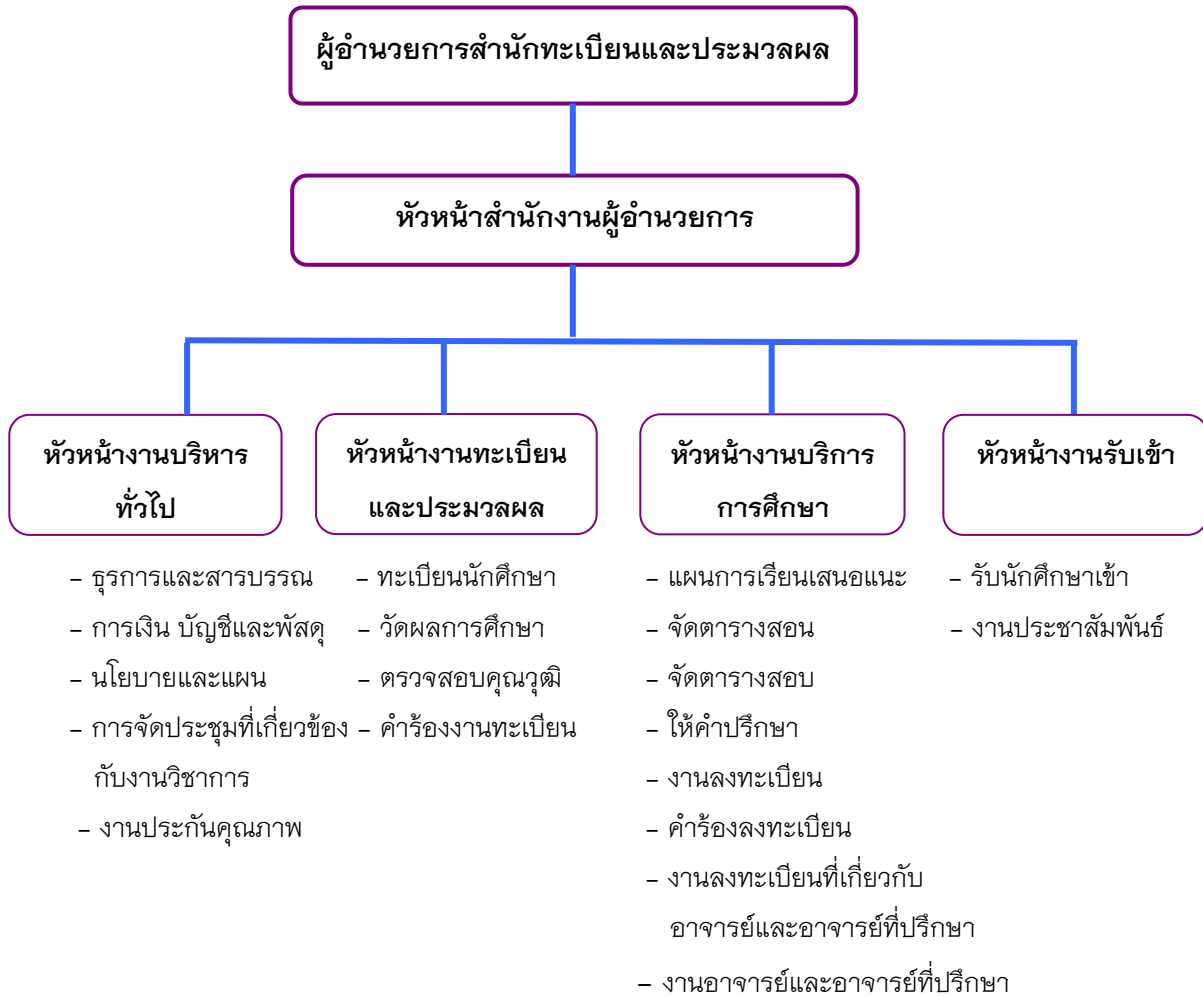 ผู้อำนวยการสำนักทะเบียนและประมวลผล
หัวหน้าสำนักงานผู้อำนวยการ
หัวหน้างานบริหาร
ทั่วไป
– ธุรการและสารบรรณ
– การเงิน บัญชีและพัสดุ
– นโยบายและแผน
– การจัดประชุมที่เกี่ยวข้อง
กับงานวิชาการ
– งานประกันคุณภาพ
หัวหน้างานทะเบียน
และประมวลผล
– ทะเบียนนักศึกษา
– วัดผลการศึกษา
– ตรวจสอบคุณวุฒิ
– คำร้องงานทะเบียน
หัวหน้างานบริการ
การศึกษา
– แผนการเรียนเสนอแนะ
– จัดตารางสอน
– จัดตารางสอบ
– ให้คำปรึกษา
– งานลงทะเบียน
– คำร้องลงทะเบียน
– งานลงทะเบียนที่เกี่ยวกับ
อาจารย์และอาจารย์ที่ปรึกษา
– งานอาจารย์และอาจารย์ที่ปรึกษา
หัวหน้างานรับเข้า
– รับนักศึกษาเข้า
– งานประชาสัมพันธ์